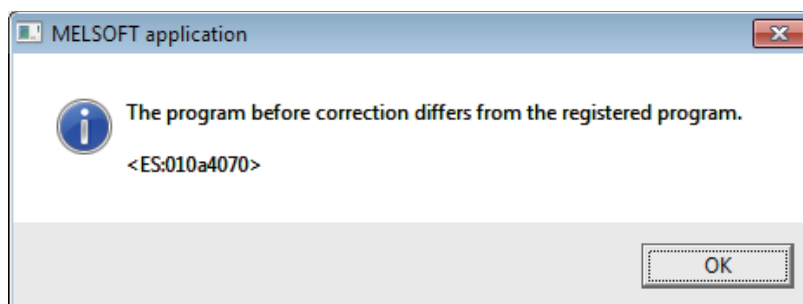 MELSOFT application
The program before correction differs from the registered program.
<ES:010a4070>
OK